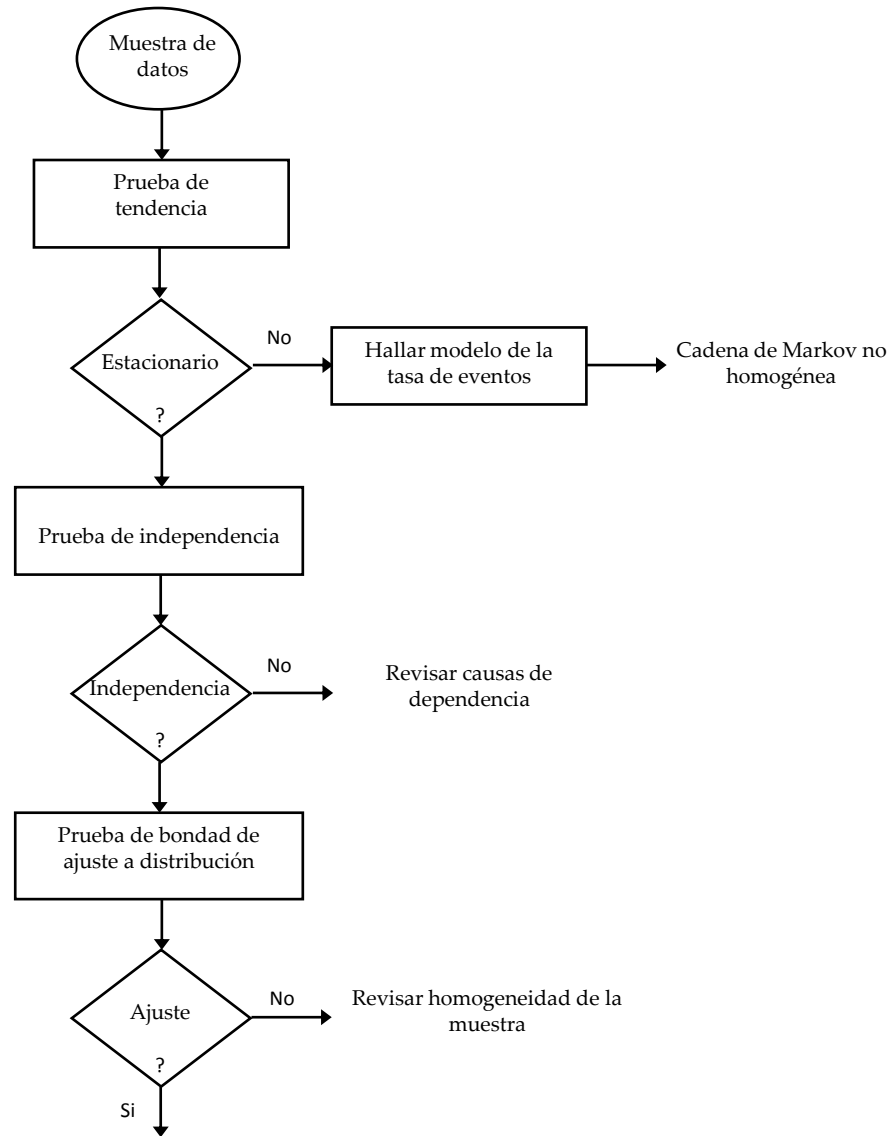 Muestra de
datos
Prueba de
tendencia
Estacionario
?
No
Hallar modelo de la
tasa de eventos
Cadena de Markov no
homogénea
Prueba de independencia
Independencia
?
No
Revisar causas de
dependencia
Prueba de bondad de
ajuste a distribución
Ajuste
?
No
Revisar homogeneidad de la
muestra
Si